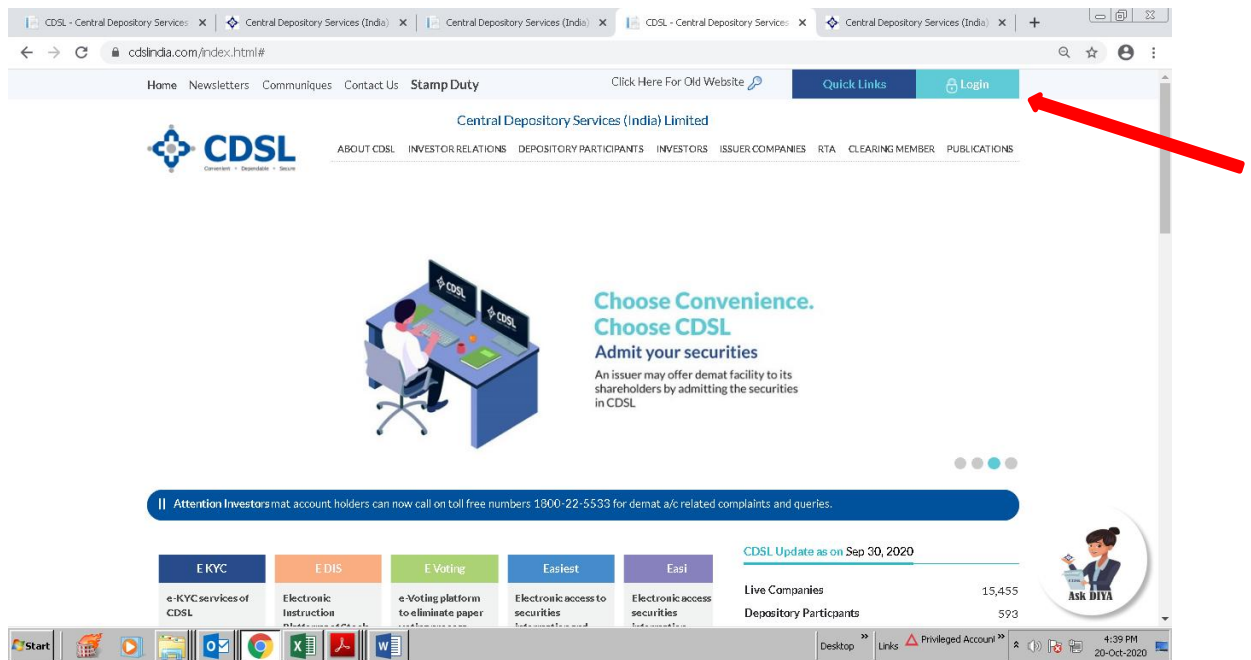 CDSL - Central Depository Services
Central Depository Services (India)
Central Depository Services (India)
CDSL - Central Depository Services
Central Depository Services (India)
cdslindia.com/index.html#
Home Newsletters Communiques Contact Us Stamp Duty Click Here For Old Website Quick Links Login
Central Depository Services (India) Limited
CDSL
Convenient • Dependable • Secure
ABOUT CDSL INVESTOR RELATIONS DEPOSITORY PARTICIPANTS INVESTORS ISSUER COMPANIES RTA CLEARING MEMBER PUBLICATIONS
CDSL
CDSL
Choose Convenience.
Choose CDSL
Admit your securities
An issuer may offer demat facility to its
shareholders by admitting the securities
in CDSL
Attention Investors mat account holders can now call on toll free numbers 1800-22-5533 for demat a/c related complaints and queries.
E KYC
e-KYC services of
CDSL
E DIS
Electronic
Instruction
E Voting
e-Voting platform
to eliminate paper
voting process
Easiest
Electronic access to
securities
information and
Easi
Electronic access
securities
information
CDSL Update as on Sep 30, 2020
Live Companies 15,455
Depository Particpants 593
CDSL
ASK DIYA
Start
Desktop » Links Privileged Account »
4:39 PM
20-Oct-2020